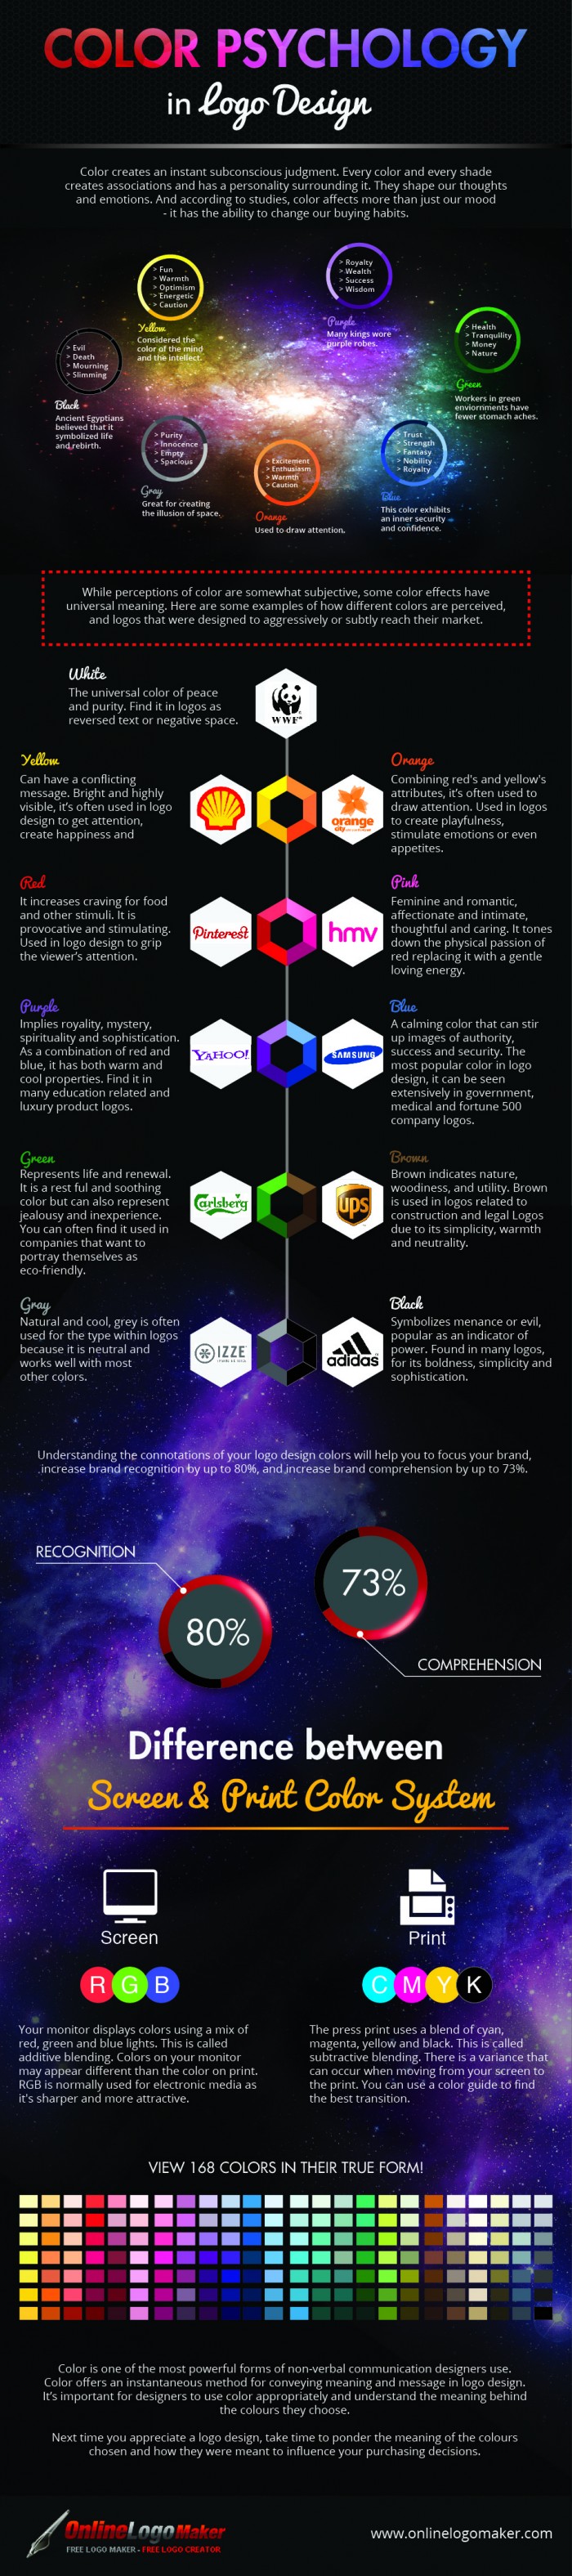 COLOR PSYCHOLOGY
in Logo Design
Color creates an instant subconscious judgment. Every color and every shade
creates associations and has a personality surrounding it. They shape our thoughts
and emotions. And according to studies, color affects more than just our mood
- it has the ability to change our buying habits.
> Fun
> Warmth
> Optimism
> Energetic
> Caution
Yellow
Considered the
color of the mind
and the intellect.
> Royalty
> Wealth
> Success
> Wisdom
Purple
Many kings wore
purple robes.
> Evil
> Death
> Mourning
> Slimming
Black
Ancient Egyptians
believed that it
symbolized life
and rebirth.
> Health
> Tranquility
> Money
> Nature
Green
Workers in green
enviornments have
fewer stomach aches.
> Purity
> Innocence
> Empty
> Spacious
Gray
Great for creating
the illusion of space.
> Excitement
> Enthusiasm
> Warmth
> Caution
Orange
Used to draw attention.
> Trust
> Strength
> Fantasy
> Nobility
> Royalty
Blue
This color exhibits
an inner security
and confidence.
While perceptions of color are somewhat subjective, some color effects have
universal meaning. Here are some examples of how different colors are perceived,
and logos that were designed to aggressively or subtly reach their market.
White
The universal color of peace
and purity. Find it in logos as
reversed text or negative space.
WWF
Yellow
Can have a conflicting
message. Bright and highly
visible, it's often used in logo
design to get attention,
create happiness and
orange
Orange
Combining red's and yellow's
attributes, it's often used to
draw attention. Used in logos
to create playfulness,
stimulate emotions or even
appetites.
Red
It increases craving for food
and other stimuli. It is
provocative and stimulating.
Used in logo design to grip
the viewer's attention.
Pinterest
hmv
Pink
Feminine and romantic,
affectionate and intimate,
thoughtful and caring. It tones
down the physical passion of
red replacing it with a gentle
loving energy.
Purple
Implies royality, mystery,
spirituality and sophistication.
As a combination of red and
blue, it has both warm and
cool properties. Find it in
many education related and
luxury product logos.
YAHOO!
SAMSUNG
Blue
A calming color that can stir
up images of authority,
success and security. The
most popular color in logo
design, it can be seen
extensively in government,
medical and fortune 500
company logos.
Green
Represents life and renewal.
It is a rest ful and soothing
color but can also represent
jealousy and inexperience.
You can often find it used in
companies that want to
portray themselves as
eco-friendly.
Carlsberg
ups
Brown
Brown indicates nature,
woodiness, and utility. Brown
is used in logos related to
construction and legal Logos
due to its simplicity, warmth
and neutrality.
Gray
Natural and cool, grey is often
used for the type within logos
because it is neutral and
works well with most
other colors.
IZZE
adidas
Black
Symbolizes menance or evil,
popular as an indicator of
power. Found in many logos,
for its boldness, simplicity and
sophistication.
Understanding the connotations of your logo design colors will help you to focus your brand,
increase brand recognition by up to 80%, and increase brand comprehension by up to 73%.
RECOGNITION
80%
73%
COMPREHENSION
Difference between
Screen & Print Color System
Screen
R G B
Your monitor displays colors using a mix of
red, green and blue lights. This is called
additive blending. Colors on your monitor
may appear different than the color on print.
RGB is normally used for electronic media as
it's sharper and more attractive.
Print
C M Y K
The press print uses a blend of cyan,
magenta, yellow and black. This is called
subtractive blending. There is a variance that
can occur when moving from your screen to
the print. You can use a color guide to find
the best transition.
VIEW 168 COLORS IN THEIR TRUE FORM!
Color is one of the most powerful forms of non-verbal communication designers use.
Color offers an instantaneous method for conveying meaning and message in logo design.
It's important for designers to use color appropriately and understand the meaning behind
the colours they choose.
Next time you appreciate a logo design, take time to ponder the meaning of the colours
chosen and how they were meant to influence your purchasing decisions.
OnlineLogoMaker
FREE LOGO MAKER - FREE LOGO CREATOR
www.onlinelogomaker.com